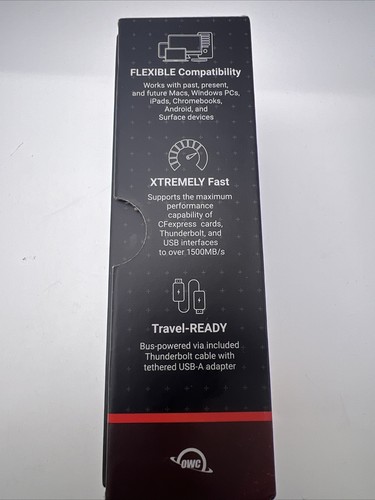 FLEXIBLE Compatibility
Works with past, present,
and future Macs, Windows PCs,
iPads, Chromebooks,
Android, and
Surface devices
XTREMELY Fast
Supports the maximum
performance
capability of
CFexpress cards,
Thunderbolt, and
USB interfaces
to over 1500MB/s
Travel-READY
Bus-powered via included
Thunderbolt cable with
tethered USB-A adapter
OWC